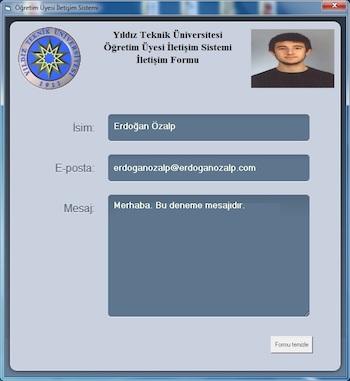 Öğretim Üyesi İletişim Sistemi
Yıldız Teknik Üniversitesi
Öğretim Üyesi İletişim Sistemi
İletişim Formu
YILDIZ TEKNİK ÜNİVERSİTESİ
1911
İsim:
Erdoğan Özalp
E-posta:
erdoganozalp@erdoganozalp.com
Mesaj:
Merhaba. Bu deneme mesajıdır.
Formu temizle